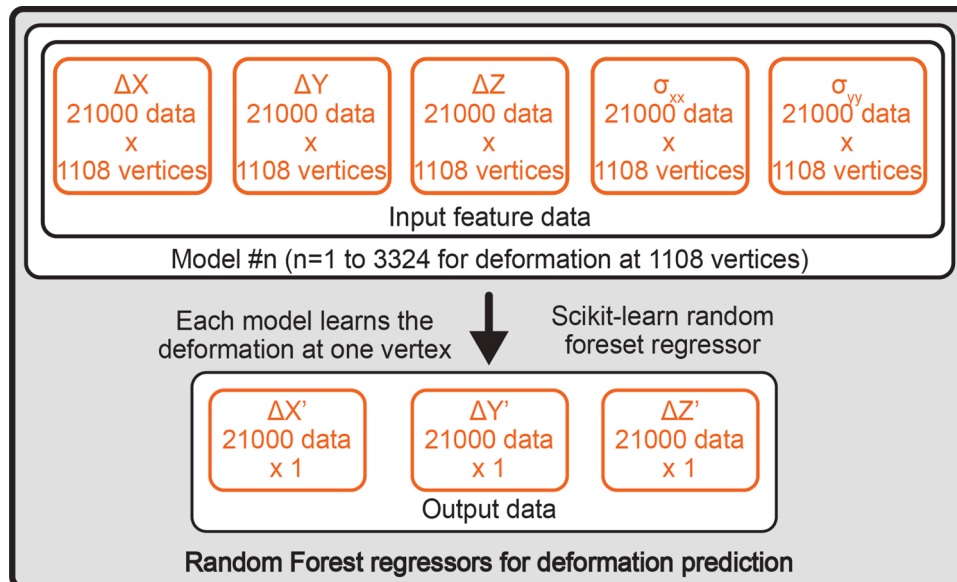 ΔX
21000 data
x
1108 vertices
ΔY
21000 data
x
1108 vertices
ΔZ
21000 data
x
1108 vertices
σxx
21000 data
x
1108 vertices
σyy
21000 data
x
1108 vertices
Input feature data
Model #n (n=1 to 3324 for deformation at 1108 vertices)
Each model learns the
deformation at one vertex
Scikit-learn random
foreset regressor
ΔX’
21000 data
x 1
ΔY’
21000 data
x 1
ΔZ’
21000 data
x 1
Output data
Random Forest regressors for deformation prediction